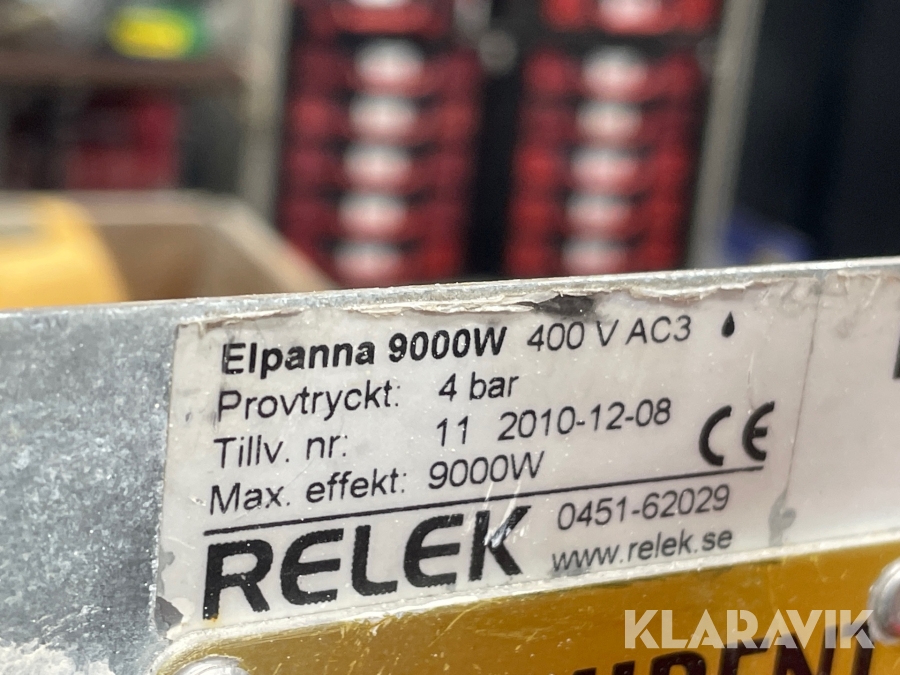 Elpanna 9000W 400 V AC3
Provtryckt: 4 bar
Tillv. nr: 11 2010-12-08
Max. effekt: 9000W
CE
RELEK 0451-62029
www.relek.se
KLARAVIK